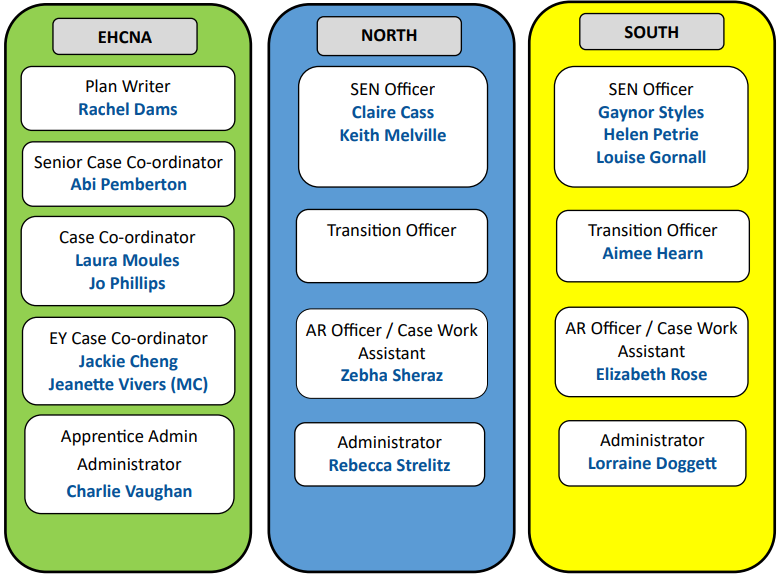 EHCNA
Plan Writer
Rachel Dams
Senior Case Co-ordinator
Abi Pemberton
Case Co-ordinator
Laura Moules
Jo Phillips
EY Case Co-ordinator
Jackie Cheng
Jeanette Vivers (MC)
Apprentice Admin
Administrator
Charlie Vaughan
NORTH
SEN Officer
Claire Cass
Keith Melville
Transition Officer
AR Officer / Case Work
Assistant
Zebha Sheraz
Administrator
Rebecca Strelitz
SOUTH
SEN Officer
Gaynor Styles
Helen Petrie
Louise Gornall
Transition Officer
Aimee Hearn
AR Officer / Case Work
Assistant
Elizabeth Rose
Administrator
Lorraine Doggett